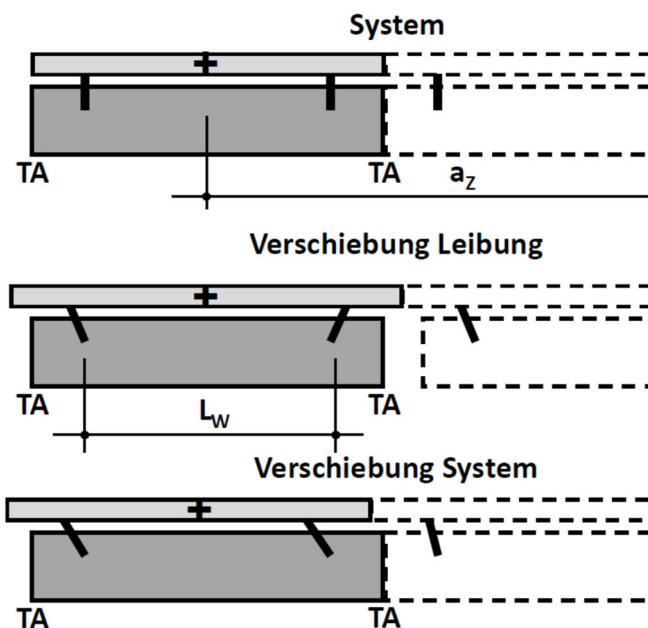 System
TA
TA
a_z
Verschiebung Leibung
TA
TA
L_W
Verschiebung System
TA
TA